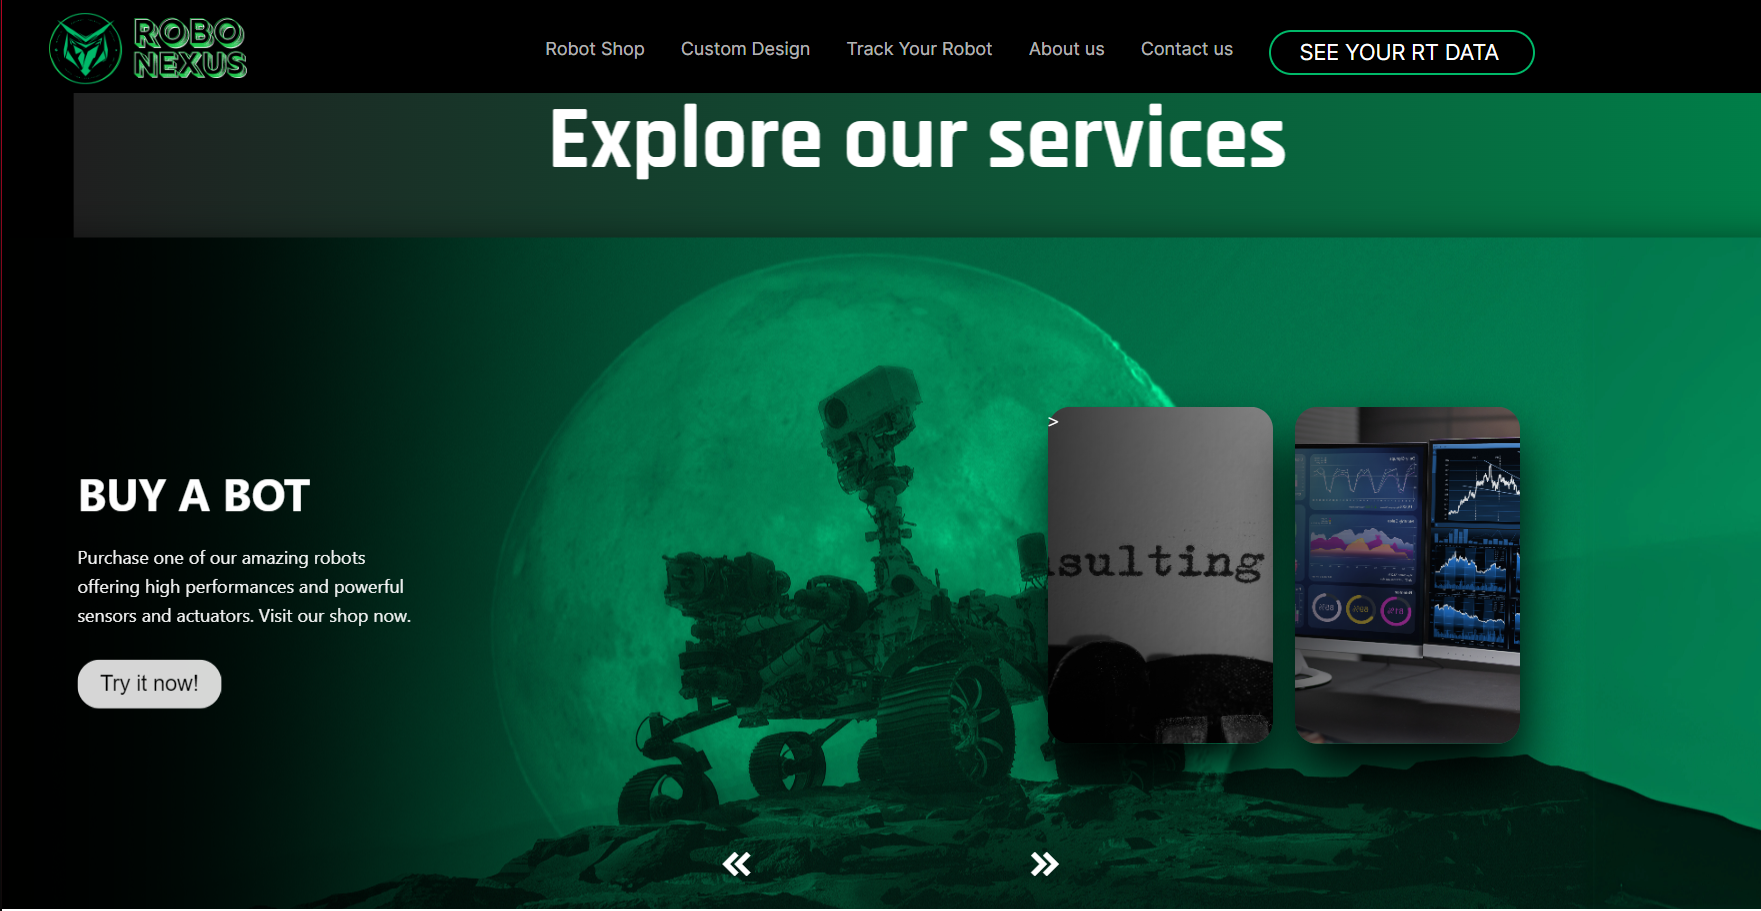 ROBO
NEXUS
Robot Shop
Custom Design
Track Your Robot
About us
Contact us
SEE YOUR RT DATA
Explore our services
BUY A BOT
Purchase one of our amazing robots
offering high performances and powerful
sensors and actuators. Visit our shop now.
Try it now!
>
nsulting